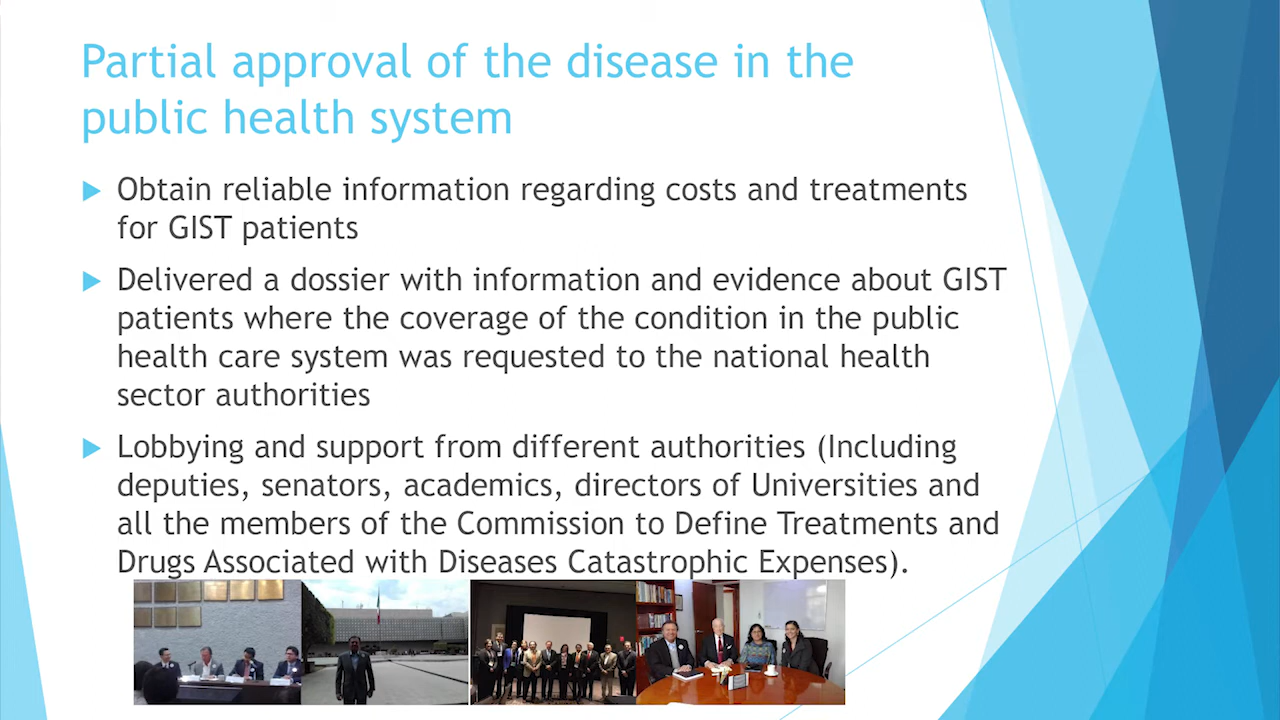 Partial approval of the disease in the
public health system
Obtain reliable information regarding costs and treatments
for GIST patients
Delivered a dossier with information and evidence about GIST
patients where the coverage of the condition in the public
health care system was requested to the national health
sector authorities
Lobbying and support from different authorities (Including
deputies, senators, academics, directors of Universities and
all the members of the Commission to Define Treatments and
Drugs Associated with Diseases Catastrophic Expenses).